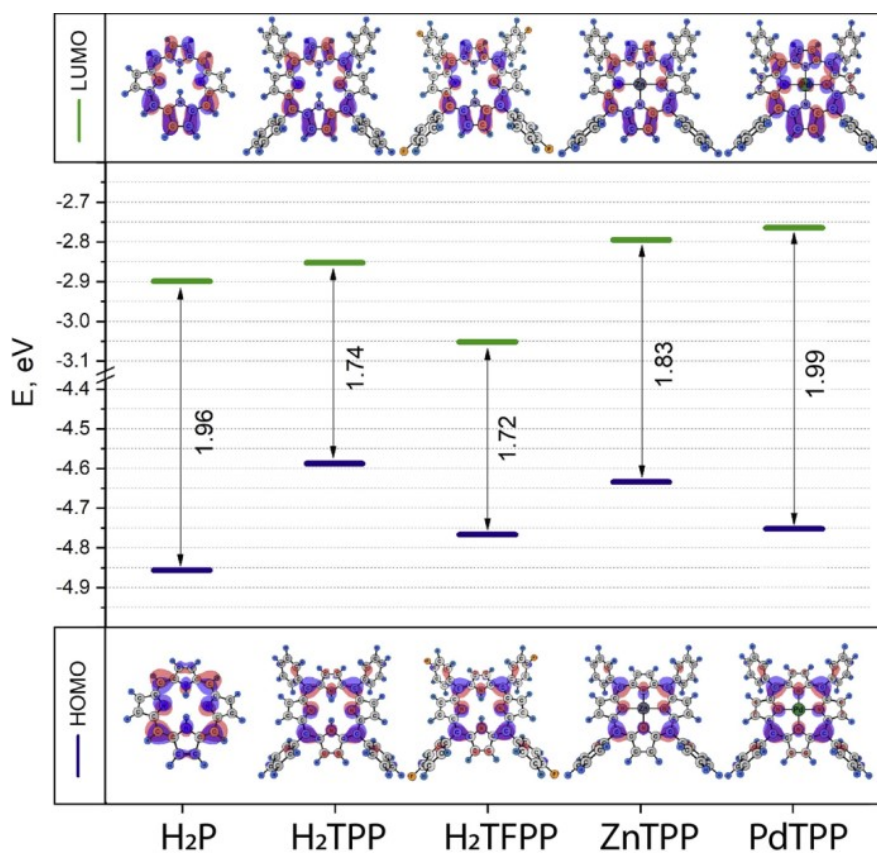 LUMO
E, eV
-2.7
-2.8
-2.9
-3.0
-3.1
-4.4
-4.5
-4.6
-4.7
-4.8
-4.9
1.96
1.74
1.72
1.83
1.99
HOMO
H₂P
H₂TPP
H₂TFPP
ZnTPP
PdTPP